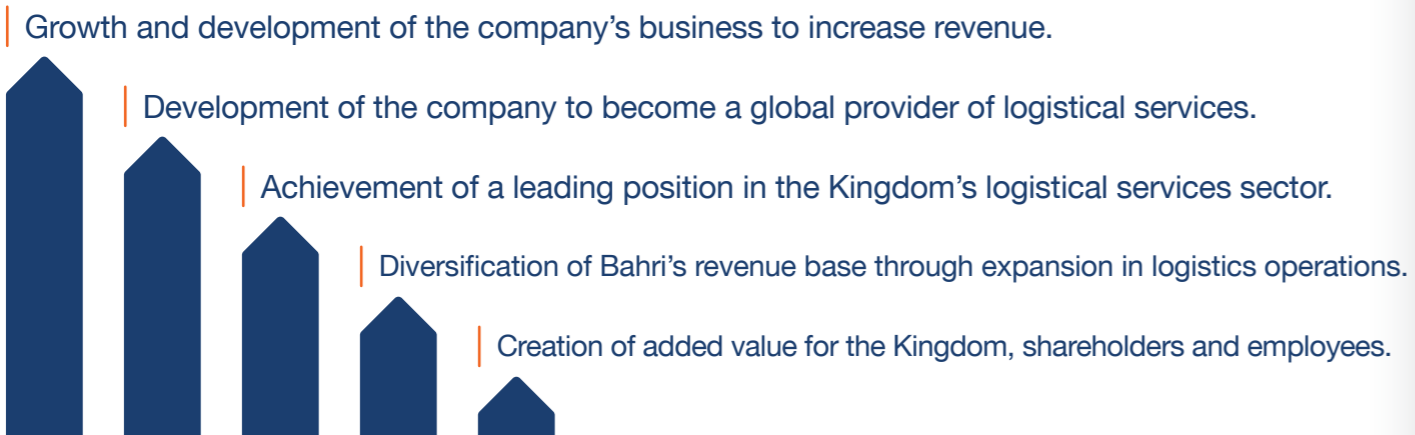 Growth and development of the company’s business to increase revenue.
Development of the company to become a global provider of logistical services.
Achievement of a leading position in the Kingdom’s logistical services sector.
Diversification of Bahri’s revenue base through expansion in logistics operations.
Creation of added value for the Kingdom, shareholders and employees.